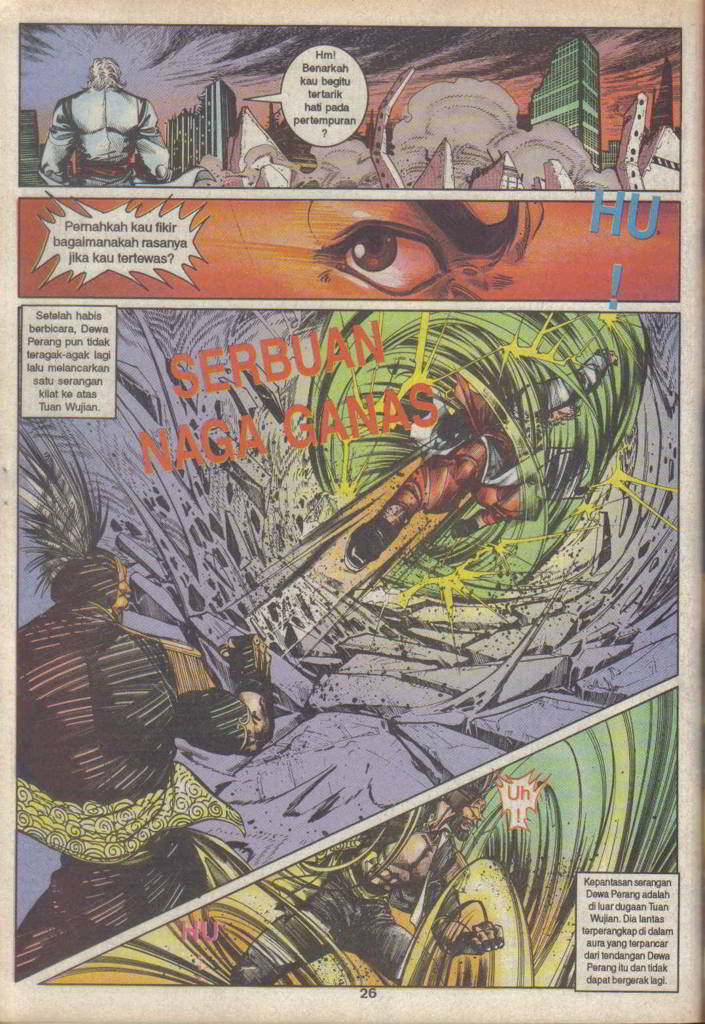 Hm!
Benarkah
kau begitu
tertarik
hati pada
pertempuran
?
Pernahkah kau fikir
bagaimanakah rasanya
jika kau tertewas?
HU
!
Setelah habis
berbicara, Dewa
Perang pun tidak
teragak-agak lagi
lalu melancarkan
satu serangan
kilat ke atas
Tuan Wujian.
SERBUAN
NAGA GANAS
Uh
!
HU
Kepantasan serangan
Dewa Perang adalah
di luar dugaan Tuan
Wujian. Dia lantas
terperangkap di dalam
aura yang terpancar
dari tendangan Dewa
Perang itu dan tidak
dapat bergerak lagi.
26